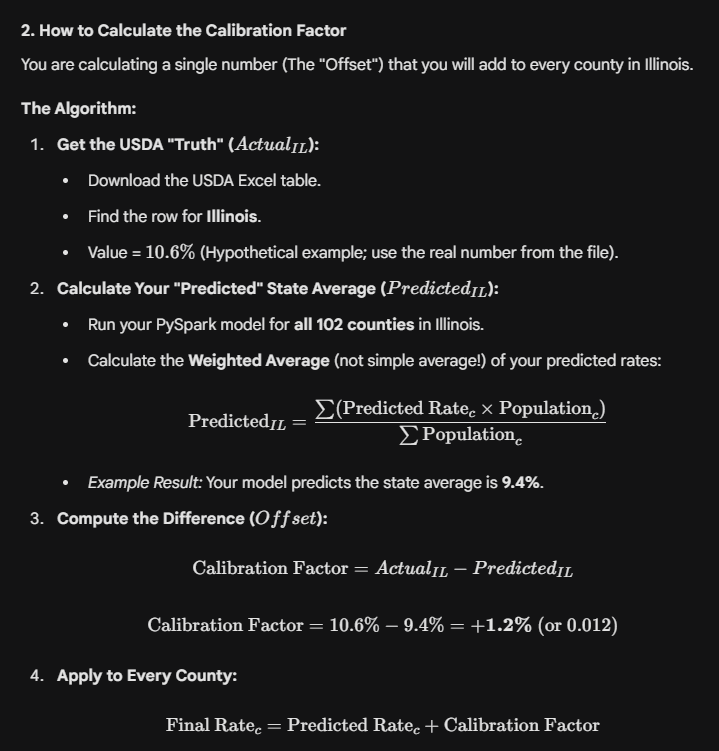 2. How to Calculate the Calibration Factor
You are calculating a single number (The "Offset") that you will add to every county in Illinois.
The Algorithm:
1. Get the USDA "Truth" (Actual_IL):
• Download the USDA Excel table.
• Find the row for Illinois.
• Value = 10.6% (Hypothetical example; use the real number from the file).
2. Calculate Your "Predicted" State Average (Predicted_IL):
• Run your PySpark model for all 102 counties in Illinois.
• Calculate the Weighted Average (not simple average!) of your predicted rates:
Predicted_IL = ∑(Predicted Rate_c × Population_c) / ∑ Population_c
• Example Result: Your model predicts the state average is 9.4%.
3. Compute the Difference (Offset):
Calibration Factor = Actual_IL − Predicted_IL
Calibration Factor = 10.6% − 9.4% = +1.2% (or 0.012)
4. Apply to Every County:
Final Rate_c = Predicted Rate_c + Calibration Factor